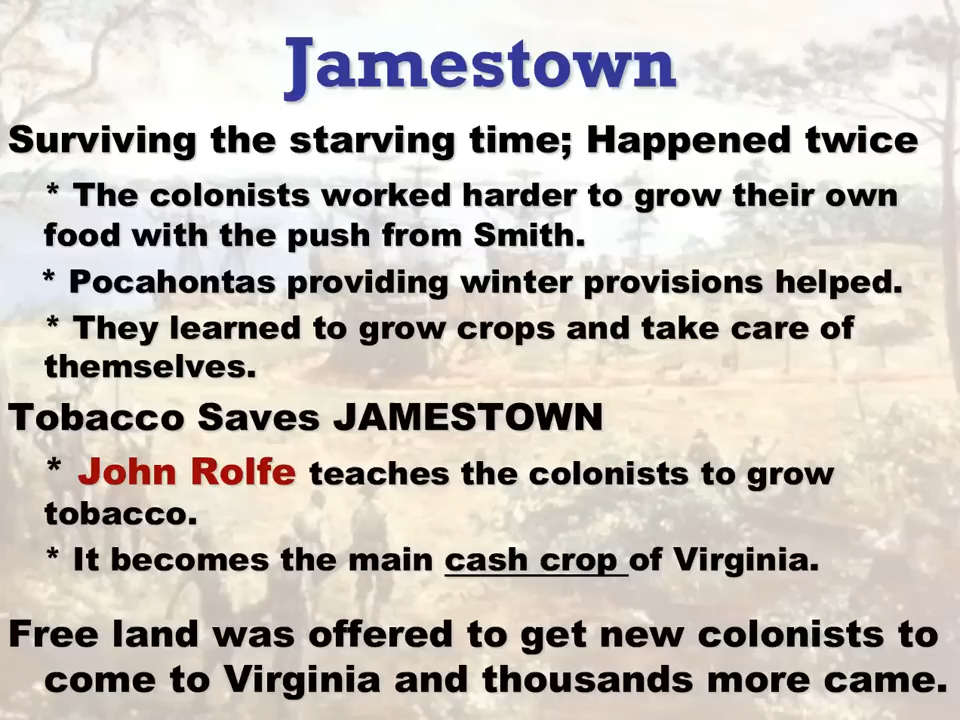 Jamestown
Surviving the starving time; Happened twice
* The colonists worked harder to grow their own
food with the push from Smith.
* Pocahontas providing winter provisions helped.
* They learned to grow crops and take care of
themselves.
Tobacco Saves JAMESTOWN
* John Rolfe teaches the colonists to grow
tobacco.
* It becomes the main cash crop of Virginia.
Free land was offered to get new colonists to
come to Virginia and thousands more came.